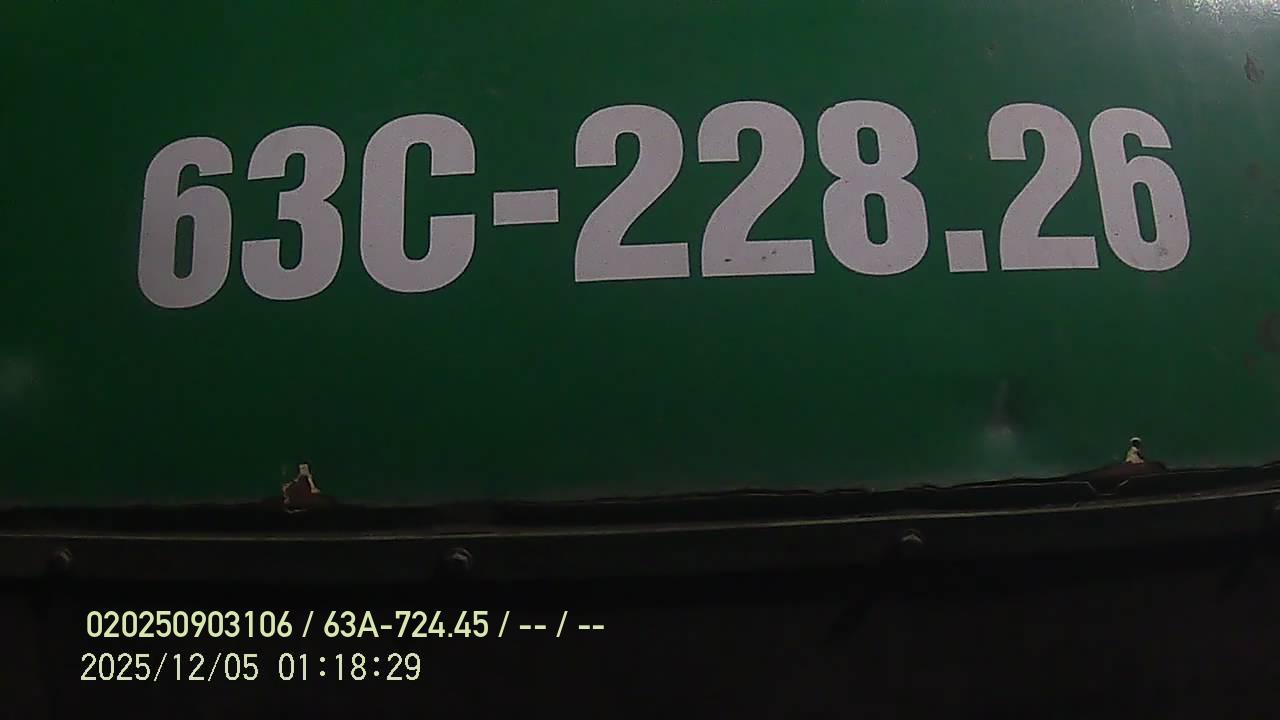 63C-228.26
020250903106 / 63A-724.45 / -- / --
2025/12/05 01:18:29